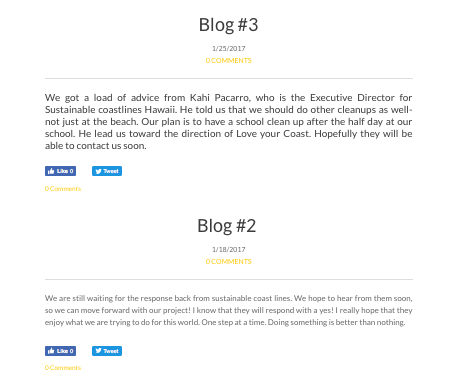 Blog #3
1/25/2017
0 COMMENTS
We got a load of advice from Kahi Pacarro, who is the Executive Director for
Sustainable coastlines Hawaii. He told us that we should do other cleanups as well-
not just at the beach. Our plan is to have a school clean up after the half day at our
school. He lead us toward the direction of Love your Coast. Hopefully they will be
able to contact us soon.
Like 0 Tweet
0 Comments
Blog #2
1/18/2017
0 COMMENTS
We are still waiting for the response back from sustainable coast lines. We hope to hear from them soon,
so we can move forward with our project! I know that they will respond with a yes! I really hope that they
enjoy what we are trying to do for this world. One step at a time. Doing something is better than nothing.
Like 0 Tweet
0 Comments